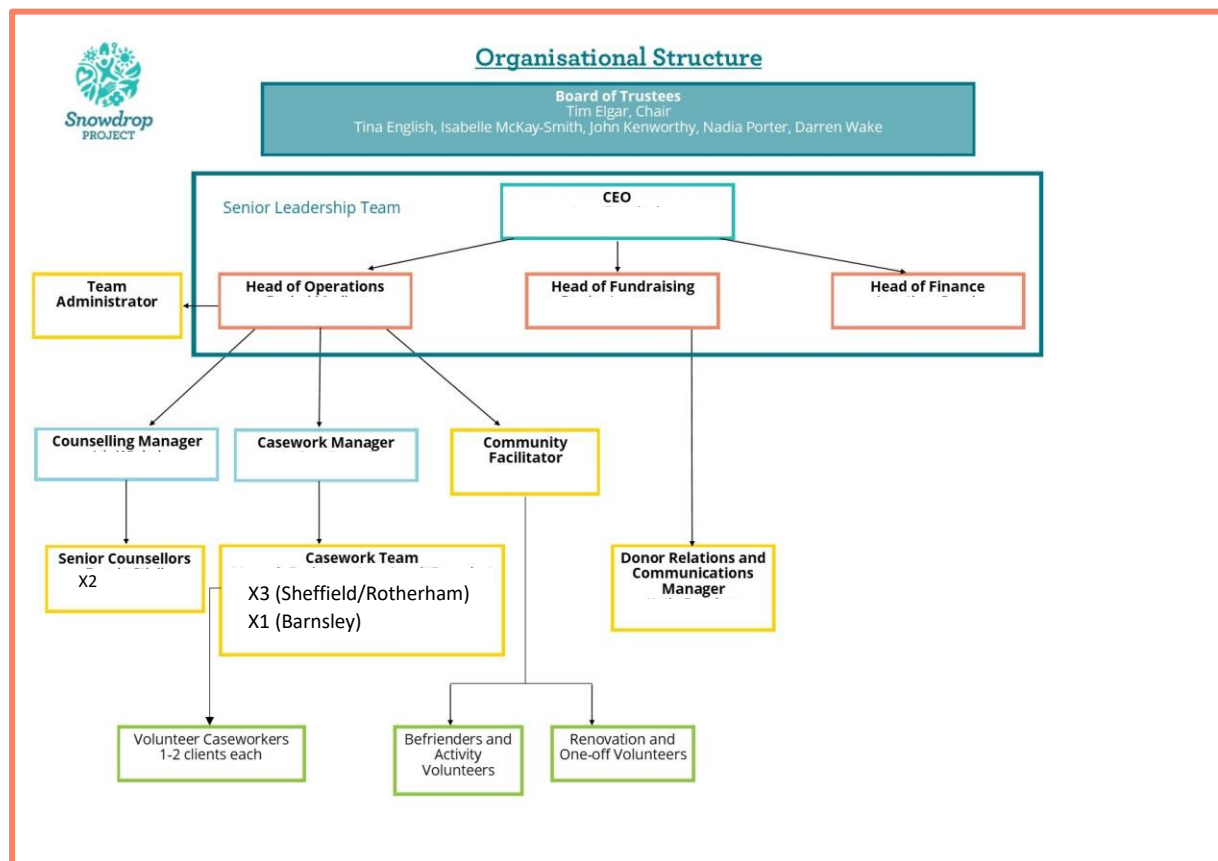 Organisational Structure
Snowdrop
PROJECT
Board of Trustees
Tim Elgar, Chair
Tina English, Isabelle McKay-Smith, John Kenworthy, Nadia Porter, Darren Wake
Senior Leadership Team
CEO
Team
Administrator
Head of Operations
Head of Fundraising
Head of Finance
Counselling Manager
Casework Manager
Community
Facilitator
Senior Counsellors
X2
Casework Team
X3 (Sheffield/Rotherham)
X1 (Barnsley)
Donor Relations and
Communications
Manager
Volunteer Caseworkers
1-2 clients each
Befrienders and
Activity
Volunteers
Renovation and
One-off Volunteers